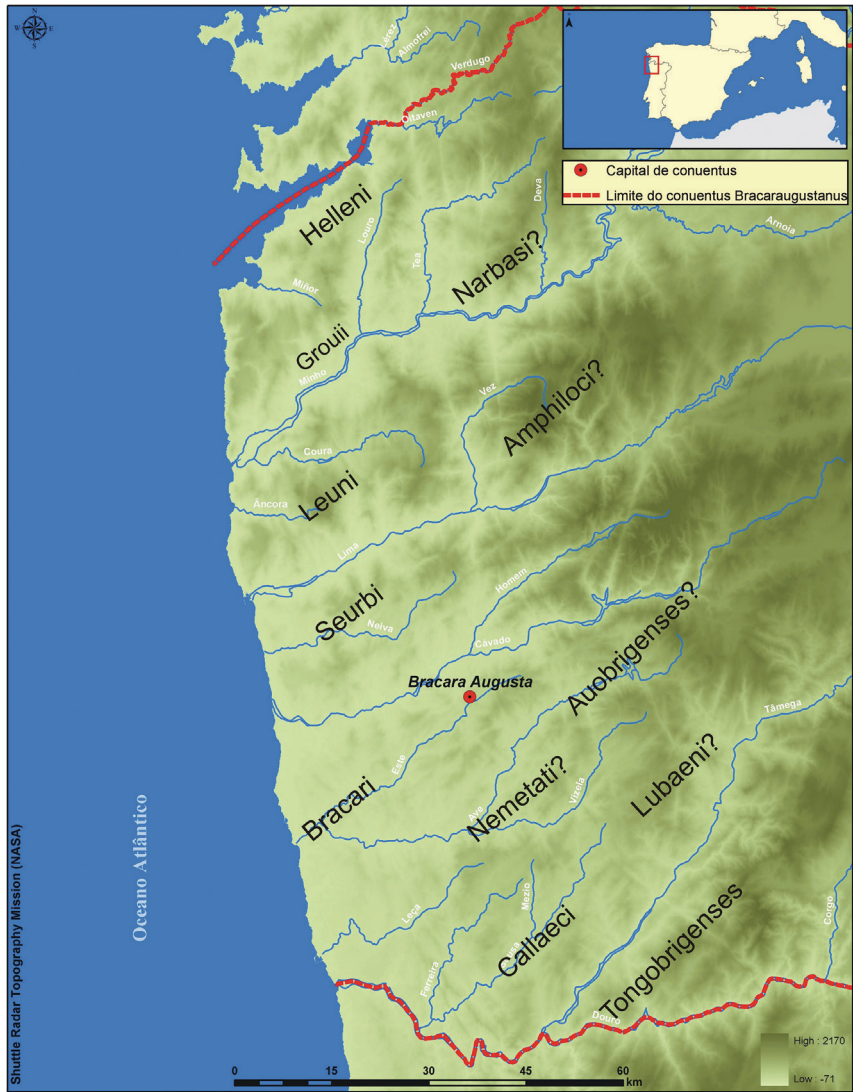 N
W
E
S
Lérez
Almofrei
Verdugo
Oitaven
Capital de conuentus
Limite do conuentus Bracaraugustanus
Helleni
Louro
Tea
Deva
Narbasi?
Arnoia
Miñor
Grouii
Minho
Vez
Amphiloci?
Coura
Leuni
Âncora
Lima
Homem
Seurbi
Neiva
Cávado
Auobrigenses?
Bracara Augusta
Tâmega
Este
Bracari
Ave
Nemetati?
Vizela
Lubaeni?
Oceano Atlântico
Shuttle Radar Topography Mission (NASA)
Leça
Mezio
Ferreira
Callaeci
Corgo
Tongobrigenses
Douro
High : 2170
Low : -71
0 15 30 45 60
km